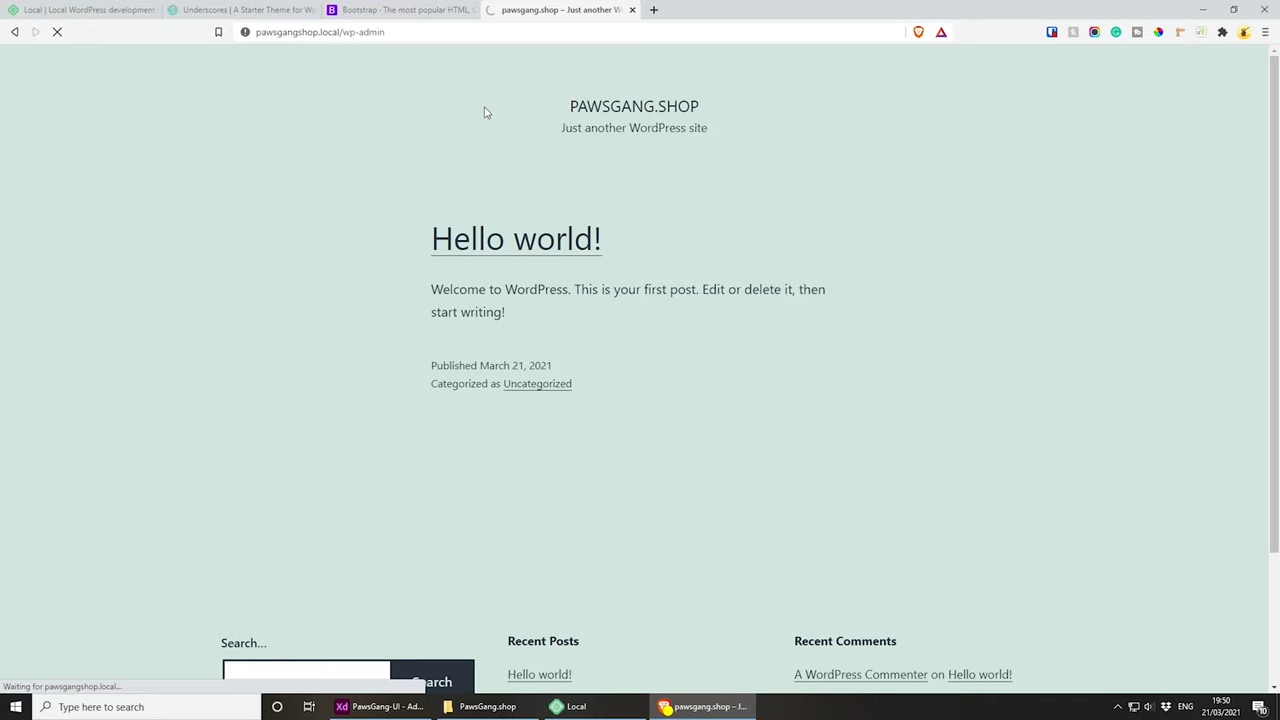 Local | Local WordPress development
Underscores | A Starter Theme for Wo
Bootstrap · The most popular HTML, C
pawsgang.shop – Just another W
pawsgangshop.local/wp-admin
PAWSGANG.SHOP
Just another WordPress site
Hello world!
Welcome to WordPress. This is your first post. Edit or delete it, then
start writing!
Published March 21, 2021
Categorized as Uncategorized
Search…
Search
Recent Posts
Hello world!
Recent Comments
A WordPress Commenter on Hello world!
Waiting for pawsgangshop.local...
Type here to search
Xd
PawsGang-UI - Ad...
PawsGang.shop
Local
pawsgang.shop – J...
ENG
19:50
21/03/2021
10